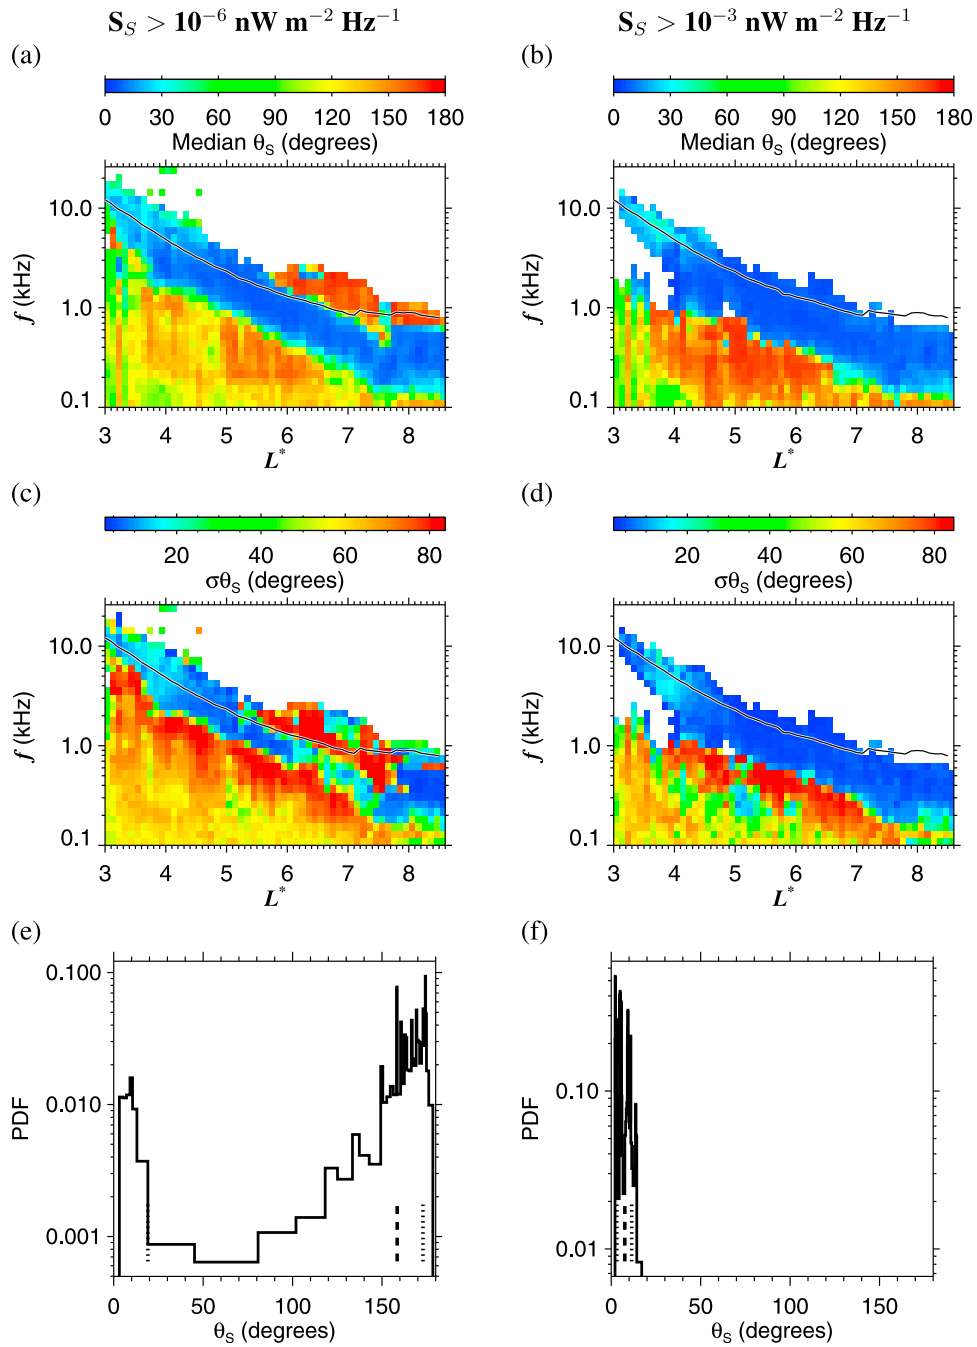 S_S > 10^−6 nW m^−2 Hz^−1
S_S > 10^−3 nW m^−2 Hz^−1
(a)
(b)
0 30 60 90 120 150 180
Median θ_S (degrees)
0 30 60 90 120 150 180
Median θ_S (degrees)
10.0
1.0
0.1
f (kHz)
3 4 5 6 7 8
L*
10.0
1.0
0.1
f (kHz)
3 4 5 6 7 8
L*
(c)
(d)
20 40 60 80
σθ_S (degrees)
20 40 60 80
σθ_S (degrees)
10.0
1.0
0.1
f (kHz)
3 4 5 6 7 8
L*
10.0
1.0
0.1
f (kHz)
3 4 5 6 7 8
L*
(e)
(f)
0.100
0.010
0.001
PDF
0 50 100 150
θ_S (degrees)
0.10
0.01
PDF
0 50 100 150
θ_S (degrees)